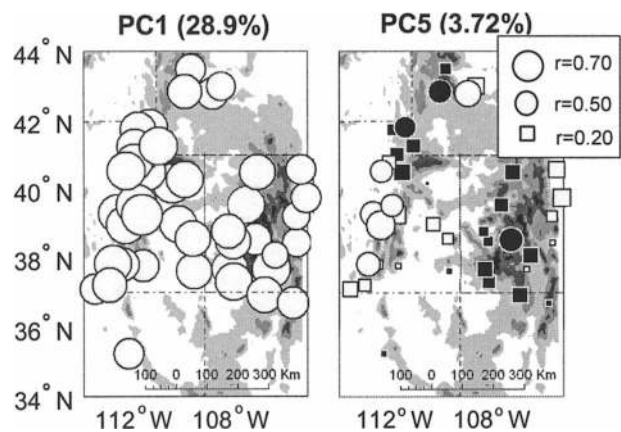 PC1 (28.9%) PC5 (3.72%)
44°N
r=0.70
42°N
r=0.50
r=0.20
40°N
38°N
36°N
100 0 100 200 300 Km 100 0 100 200 300 Km
34°N
112°W 108°W 112°W 108°W